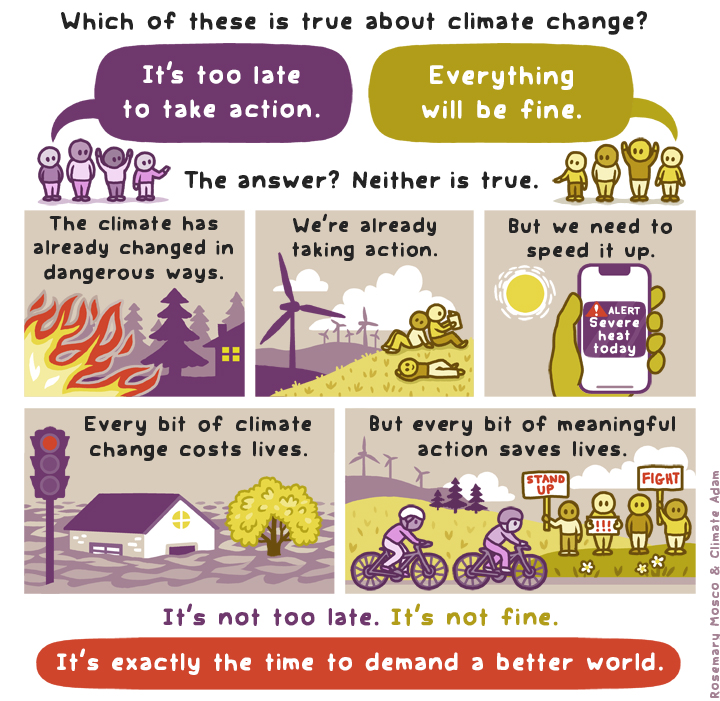 Which of these is true about climate change?
It's too late
to take action.
Everything
will be fine.
The answer? Neither is true.
The climate has
already changed in
dangerous ways.
We're already
taking action.
But we need to
speed it up.
ALERT
Severe
heat
today
Every bit of climate
change costs lives.
But every bit of meaningful
action saves lives.
STAND
UP
!!!
FIGHT
It's not too late. It's not fine.
It's exactly the time to demand a better world.
Rosemary Mosco & Climate Adam